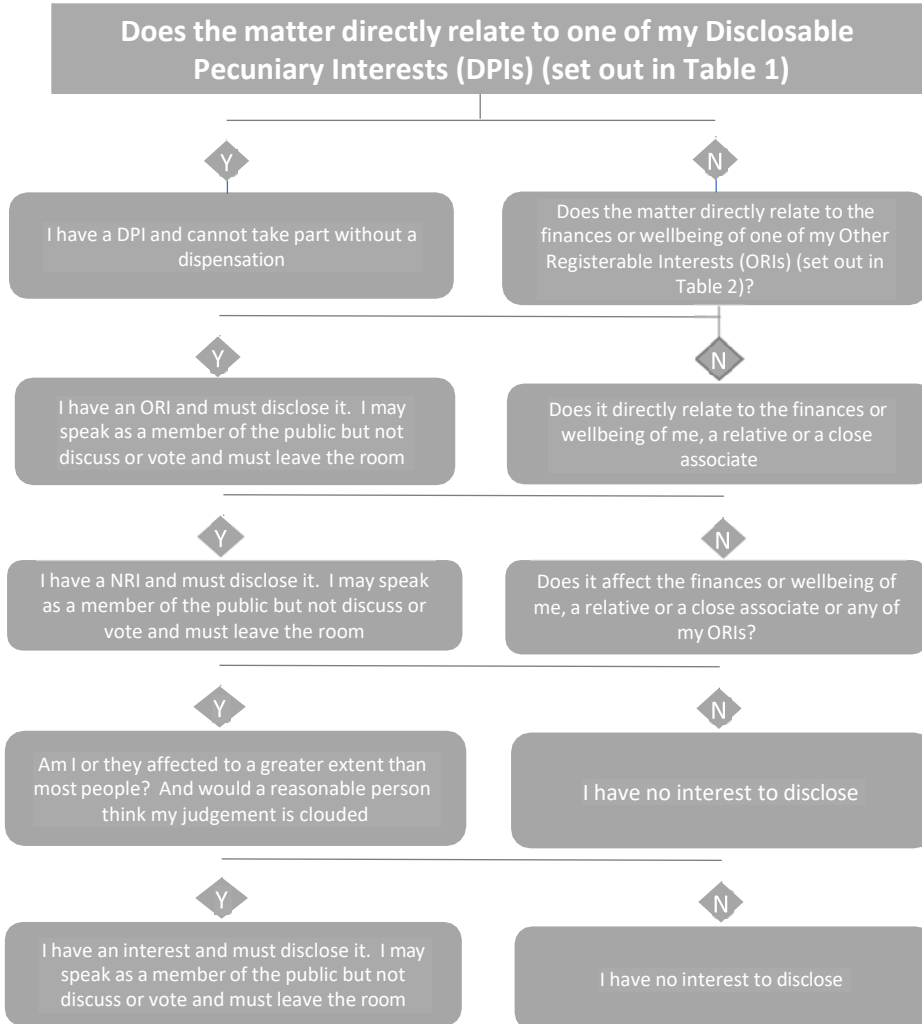 Does the matter directly relate to one of my Disclosable
Pecuniary Interests (DPIs) (set out in Table 1)
Y
N
I have a DPI and cannot take part without a
dispensation
Does the matter directly relate to the
finances or wellbeing of one of my Other
Registerable Interests (ORIs) (set out in
Table 2)?
Y
N
I have an ORI and must disclose it. I may
speak as a member of the public but not
discuss or vote and must leave the room
Does it directly relate to the finances or
wellbeing of me, a relative or a close
associate
Y
N
I have a NRI and must disclose it. I may speak
as a member of the public but not discuss or
vote and must leave the room
Does it affect the finances or wellbeing of
me, a relative or a close associate or any of
my ORIs?
Y
N
Am I or they affected to a greater extent than
most people? And would a reasonable person
think my judgement is clouded
I have no interest to disclose
Y
N
I have an interest and must disclose it. I may
speak as a member of the public but not
discuss or vote and must leave the room
I have no interest to disclose